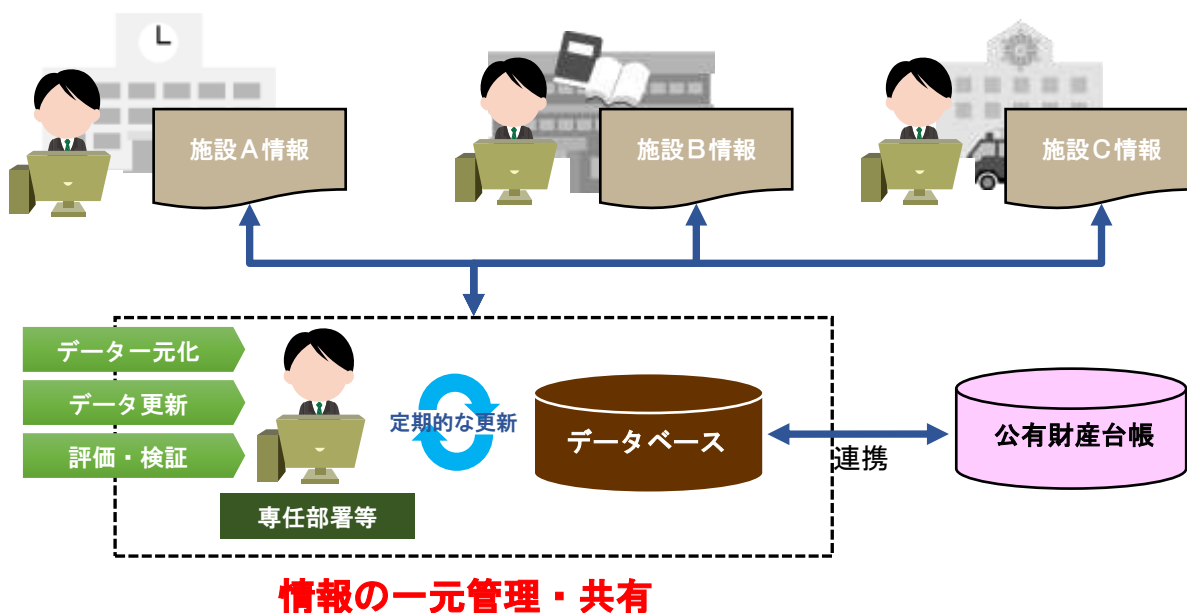 施設A情報
施設B情報
施設C情報
データ一元化
データ更新
評価・検証
定期的な更新
データベース
公有財産台帳
連携
専任部署等
情報の一元管理・共有